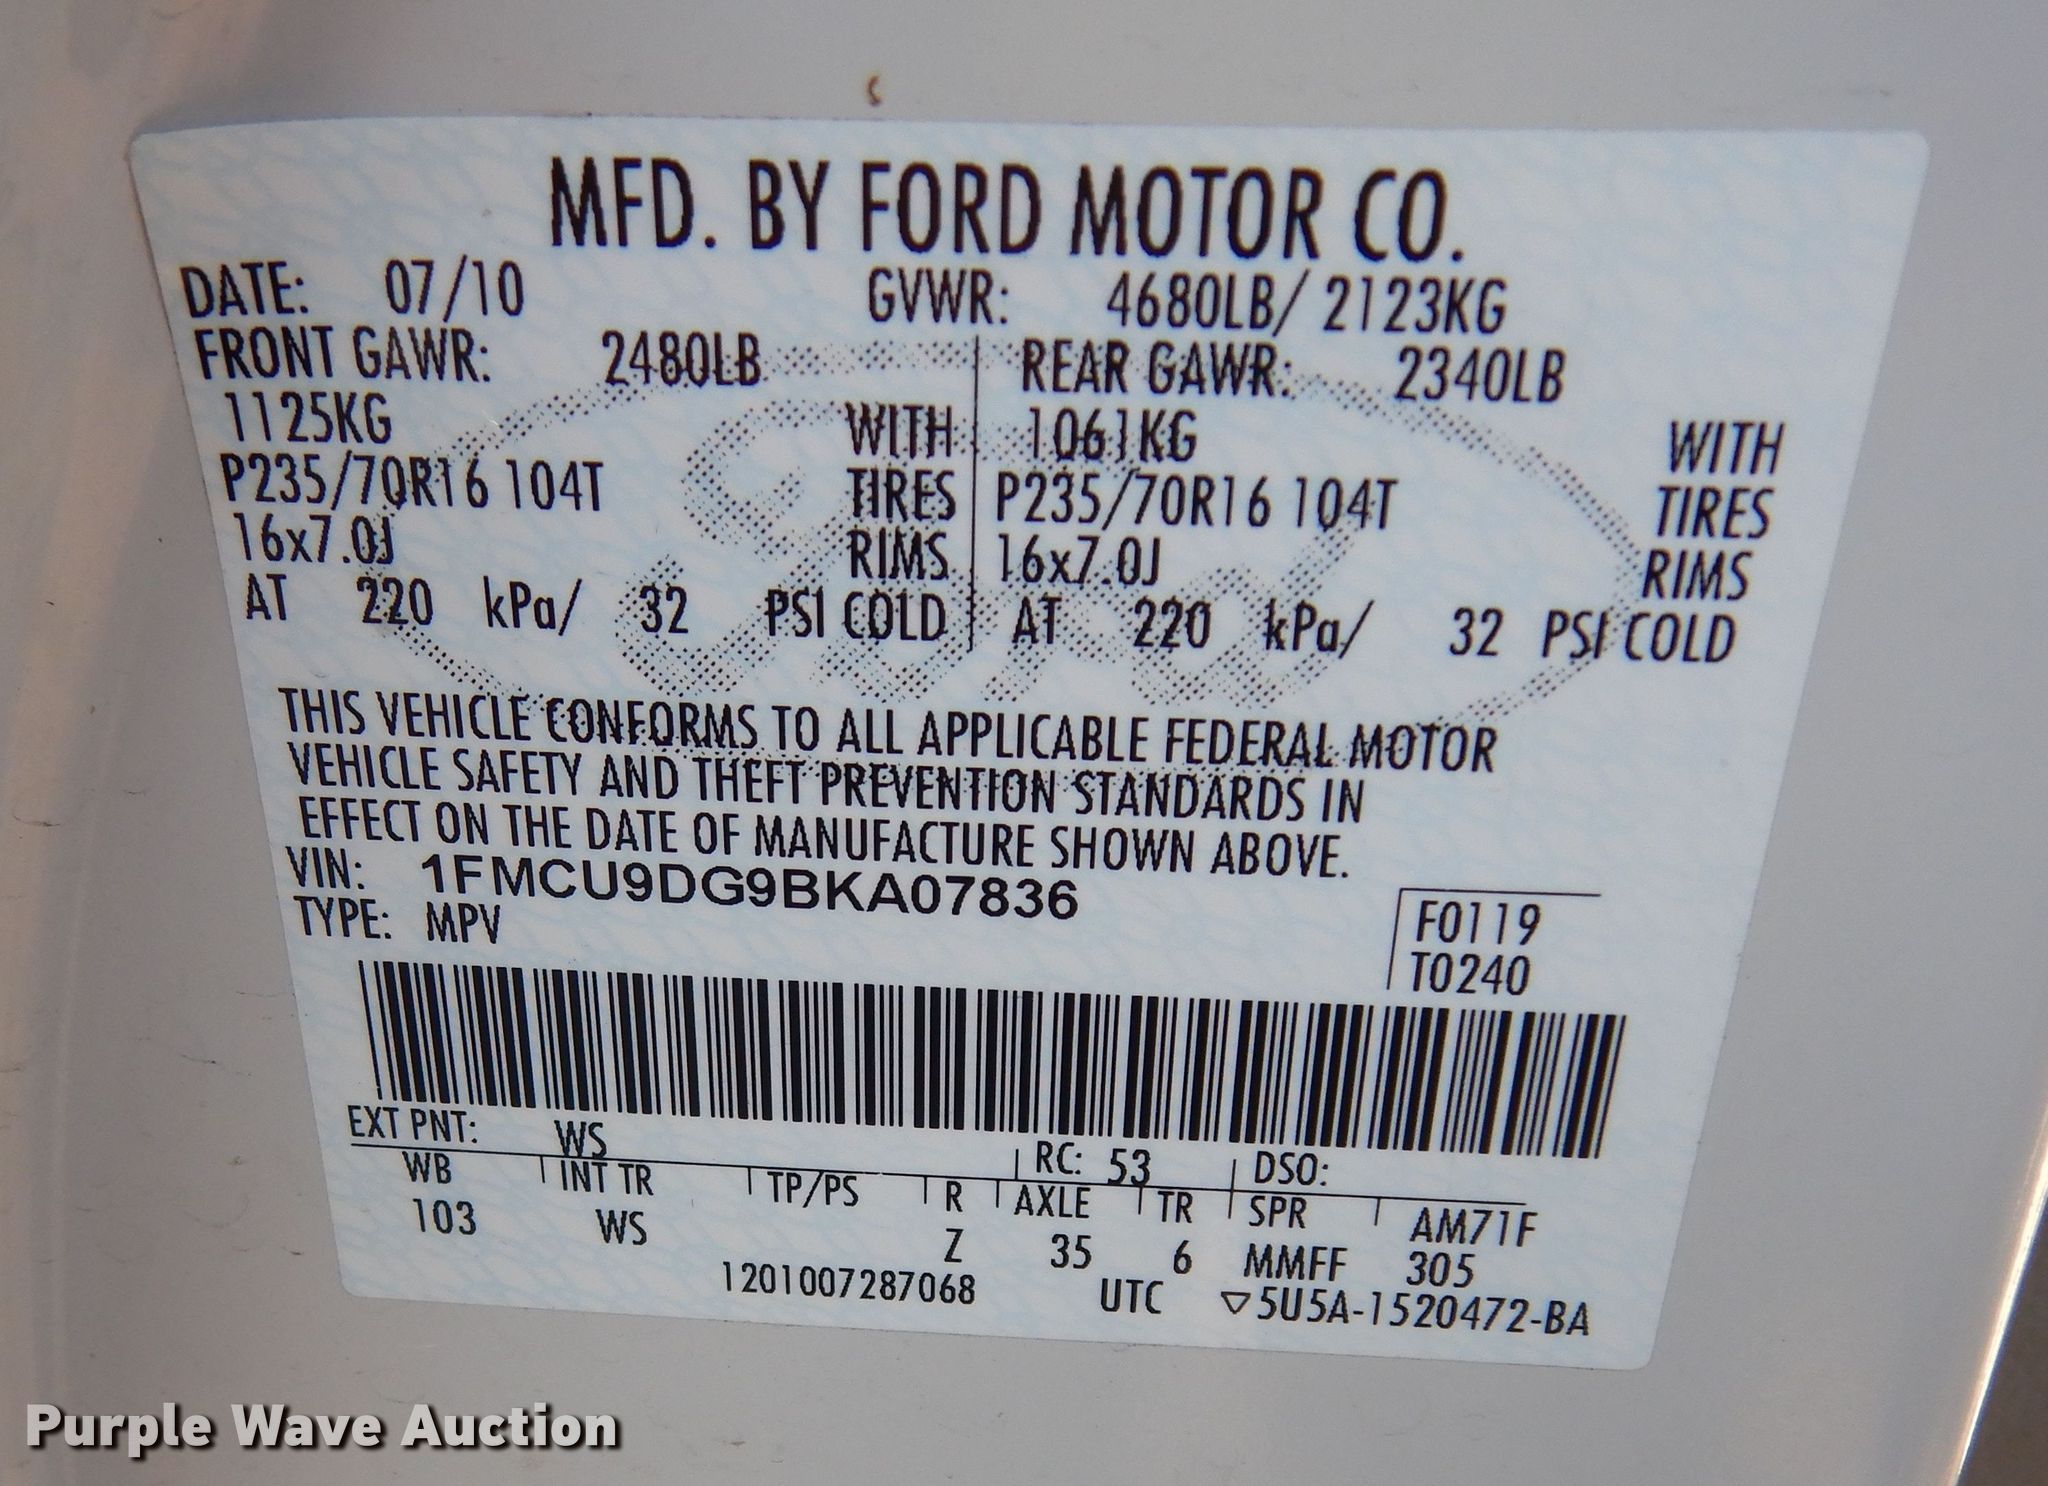 MFD. BY FORD MOTOR CO.
DATE: 07/10 GVWR: 4680LB/ 2123KG
FRONT GAWR: 2480LB REAR GAWR: 2340LB
1125KG WITH 1061KG WITH
P235/70R16 104T TIRES P235/70R16 104T TIRES
16x7.0J RIMS 16x7.0J RIMS
AT 220 kPa/ 32 PSI COLD AT 220 kPa/ 32 PSI COLD
THIS VEHICLE CONFORMS TO ALL APPLICABLE FEDERAL MOTOR
VEHICLE SAFETY AND THEFT PREVENTION STANDARDS IN
EFFECT ON THE DATE OF MANUFACTURE SHOWN ABOVE.
VIN: 1FMCU9DG9BKA07836
TYPE: MPV
F0119
T0240
EXT PNT: WS RC: 53 DSO:
WB INT TR TP/PS R AXLE TR SPR AM71F
103 WS Z 35 6 MMFF 305
1201007287068 UTC ▽5U5A-1520472-BA
Purple Wave Auction